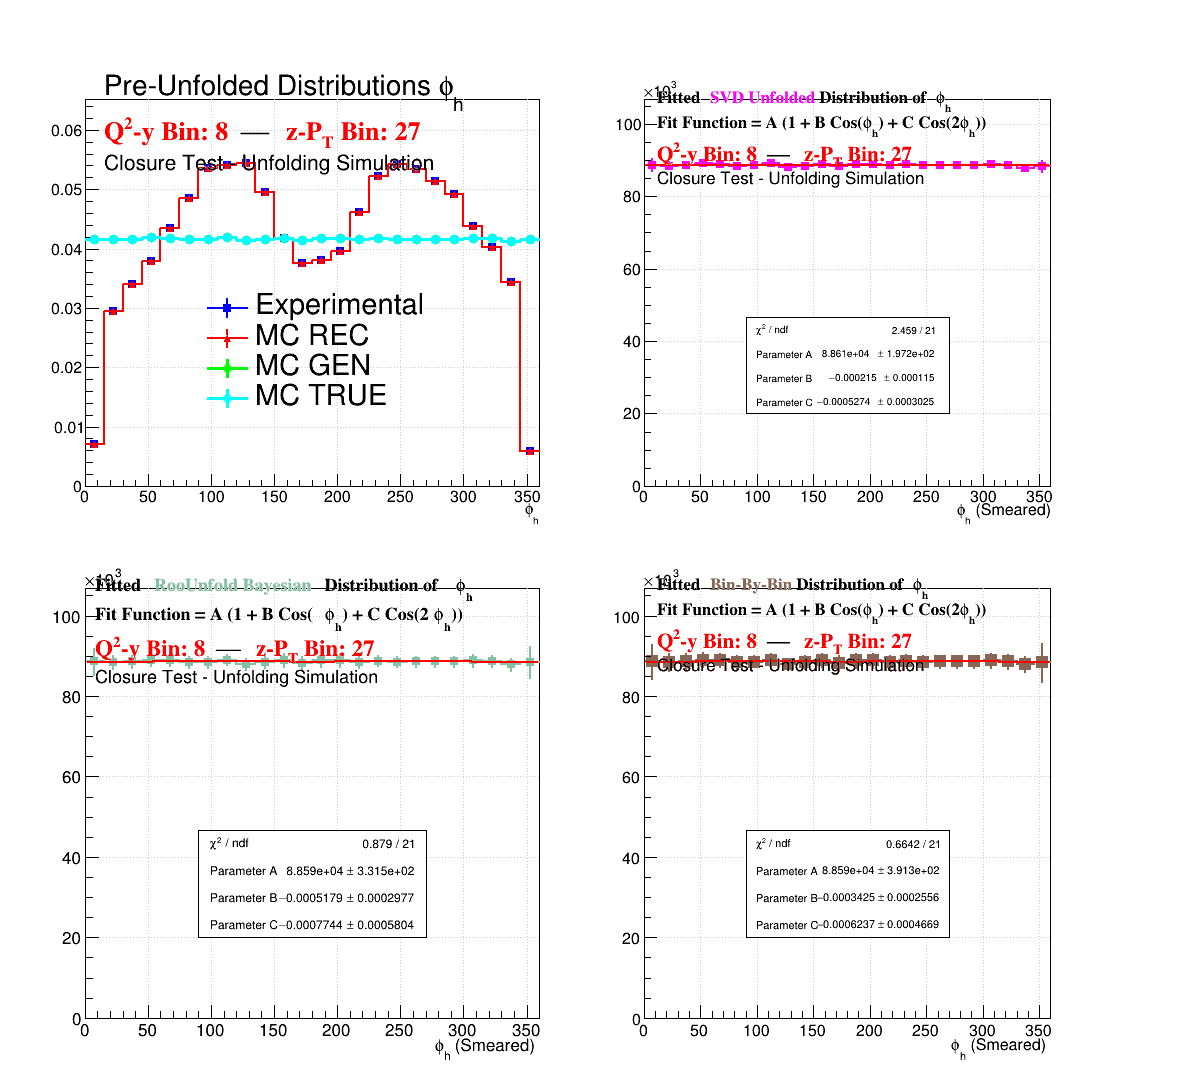 Pre-Unfolded Distributions ϕh
Q²-y Bin: 8 — z-PT Bin: 27
Closure Test - Unfolding Simulation
0.06
0.05
0.04
0.03
0.02
0.01
0
Experimental
MC REC
MC GEN
MC TRUE
0 50 100 150 200 250 300 350
ϕh
×10³
Fitted SVD Unfolded Distribution of ϕh
Fit Function = A (1 + B Cos(ϕh) + C Cos(2ϕh))
Q²-y Bin: 8 — z-PT Bin: 27
Closure Test - Unfolding Simulation
100
80
60
40
20
0
χ² / ndf 2.459 / 21
Parameter A 8.861e+04 ± 1.972e+02
Parameter B −0.000215 ± 0.000115
Parameter C −0.0005274 ± 0.0003025
0 50 100 150 200 250 300 350
ϕh (Smeared)
×10³
Fitted RooUnfold Bayesian Distribution of ϕh
Fit Function = A (1 + B Cos( ϕh) + C Cos(2 ϕh))
Q²-y Bin: 8 — z-PT Bin: 27
Closure Test - Unfolding Simulation
100
80
60
40
20
0
χ² / ndf 0.879 / 21
Parameter A 8.859e+04 ± 3.315e+02
Parameter B −0.0005179 ± 0.0002977
Parameter C −0.0007744 ± 0.0005804
0 50 100 150 200 250 300 350
ϕh (Smeared)
×10³
Fitted Bin-By-Bin Distribution of ϕh
Fit Function = A (1 + B Cos(ϕh) + C Cos(2ϕh))
Q²-y Bin: 8 — z-PT Bin: 27
Closure Test - Unfolding Simulation
100
80
60
40
20
0
χ² / ndf 0.6642 / 21
Parameter A 8.859e+04 ± 3.913e+02
Parameter B −0.0003425 ± 0.0002556
Parameter C −0.0006237 ± 0.0004669
0 50 100 150 200 250 300 350
ϕh (Smeared)